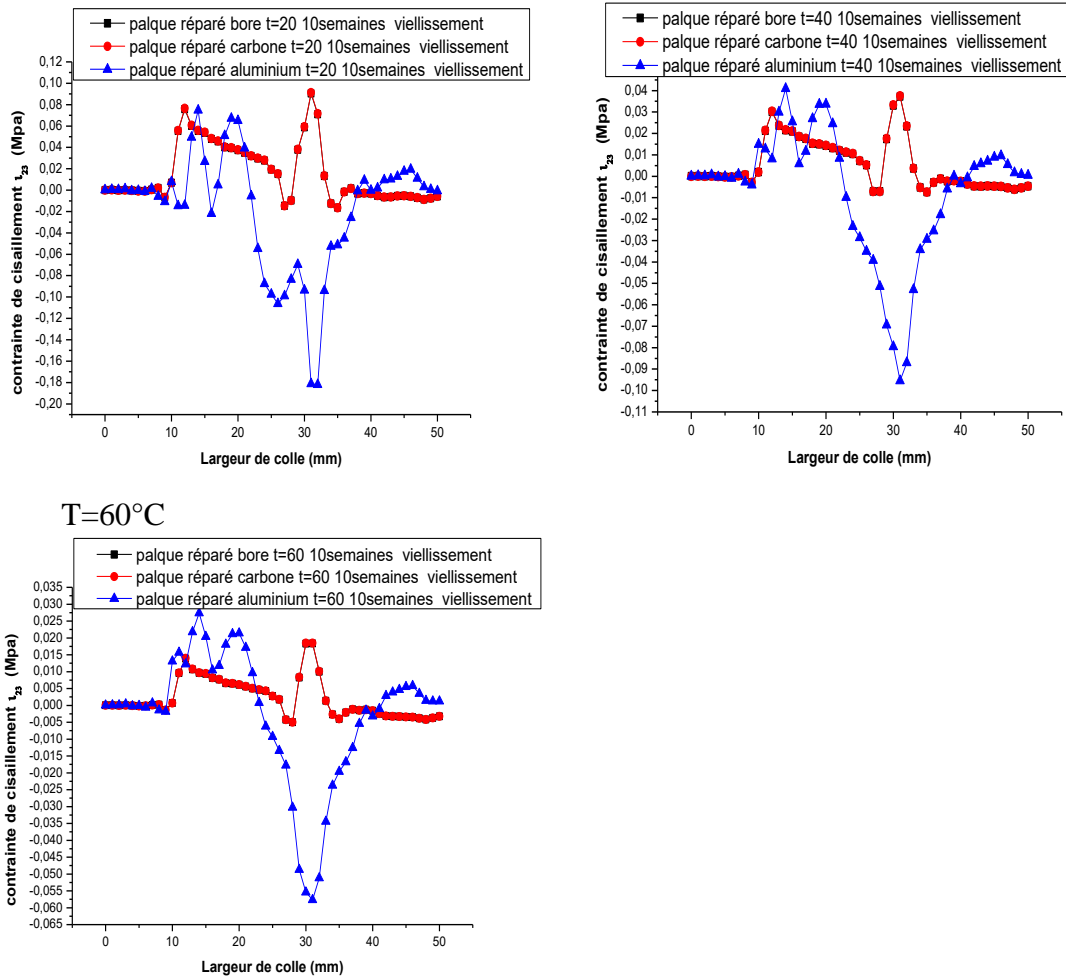 palque réparé bore t=20 10semaines viellissement
palque réparé carbone t=20 10semaines viellissement
palque réparé aluminium t=20 10semaines viellissement
0,12
0,10
0,08
0,06
0,04
0,02
0,00
-0,02
-0,04
-0,06
-0,08
-0,10
-0,12
-0,14
-0,16
-0,18
-0,20
contrainte de cisaillement τ₂₃ (Mpa)
0 10 20 30 40 50
Largeur de colle (mm)
palque réparé bore t=40 10semaines viellissement
palque réparé carbone t=40 10semaines viellissement
palque réparé aluminium t=40 10semaines viellissement
0,04
0,03
0,02
0,01
0,00
-0,01
-0,02
-0,03
-0,04
-0,05
-0,06
-0,07
-0,08
-0,09
-0,10
-0,11
contrainte de cisaillement τ₂₃ (Mpa)
0 10 20 30 40 50
Largeur de colle (mm)
T=60°C
palque réparé bore t=60 10semaines viellissement
palque réparé carbone t=60 10semaines viellissement
palque réparé aluminium t=60 10semaines viellissement
0,035
0,030
0,025
0,020
0,015
0,010
0,005
0,000
-0,005
-0,010
-0,015
-0,020
-0,025
-0,030
-0,035
-0,040
-0,045
-0,050
-0,055
-0,060
-0,065
contrainte de cisaillement τ₂₃ (Mpa)
0 10 20 30 40 50
Largeur de colle (mm)